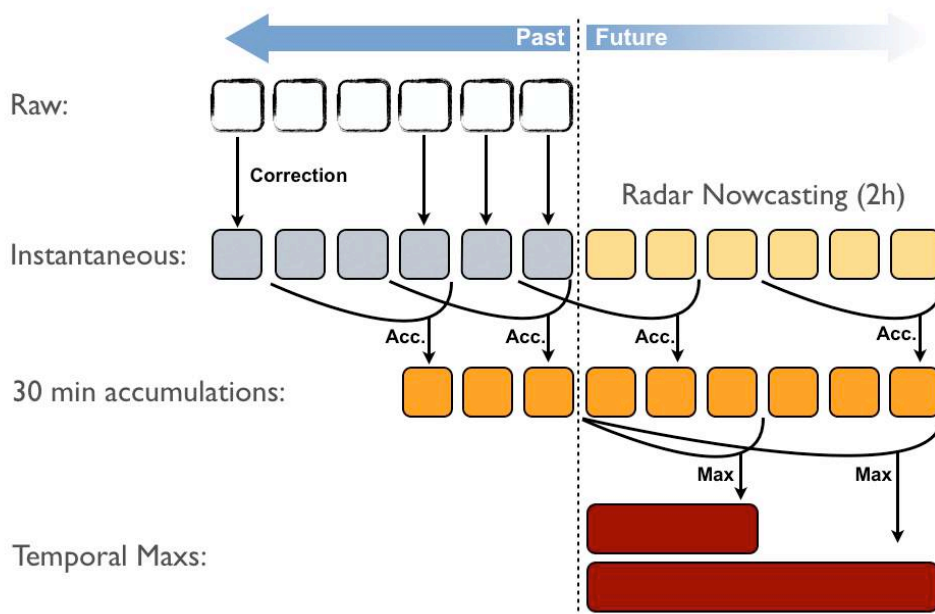 Past Future
Raw:
Correction
Radar Nowcasting (2h)
Instantaneous:
Acc. Acc. Acc. Acc.
30 min accumulations:
Max Max
Temporal Maxs: